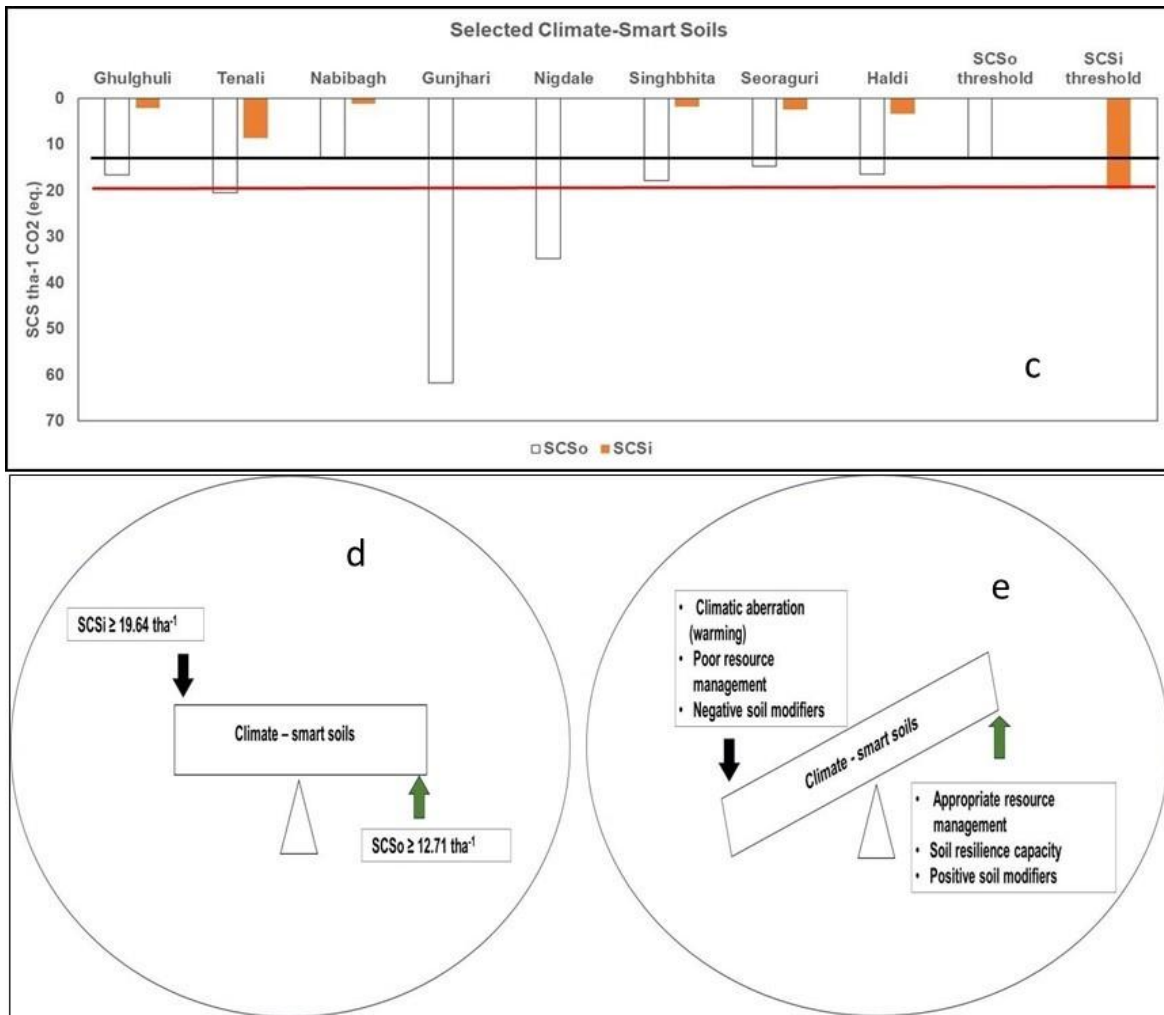 Selected Climate-Smart Soils
Ghulghuli Tenali Nabibagh Gunjhari Nigdale Singhbhita Seoraguri Haldi SCSo threshold SCSi threshold
SCS tha-1 CO2 (eq.)
0
10
20
30
40
50
60
70
c
SCSo SCSi
d
SCSi ≥ 19.64 tha-1
Climate – smart soils
SCSo ≥ 12.71 tha-1
e
• Climatic aberration
(warming)
• Poor resource
management
• Negative soil modifiers
Climate - smart soils
• Appropriate resource
management
• Soil resilience capacity
• Positive soil modifiers